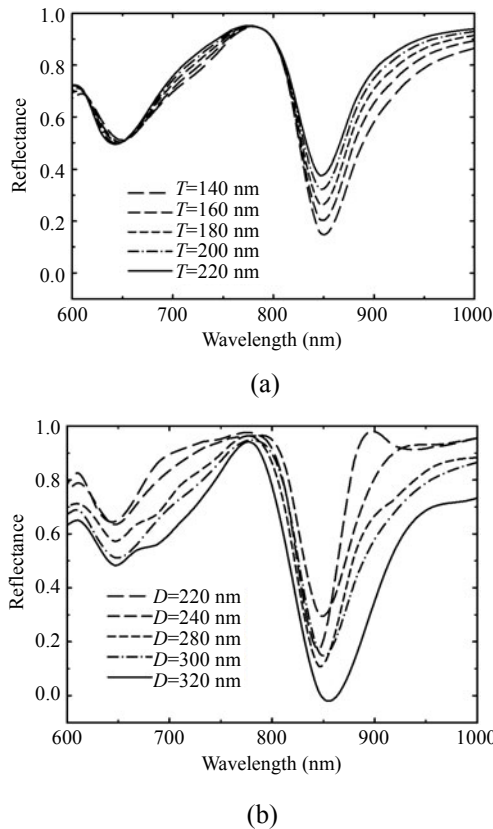 1.0
0.8
0.6
0.4
0.2
0.0
Reflectance
T=140 nm
T=160 nm
T=180 nm
T=200 nm
T=220 nm
600 700 800 900 1000
Wavelength (nm)
(a)
1.0
0.8
0.6
0.4
0.2
0.0
Reflectance
D=220 nm
D=240 nm
D=280 nm
D=300 nm
D=320 nm
600 700 800 900 1000
Wavelength (nm)
(b)